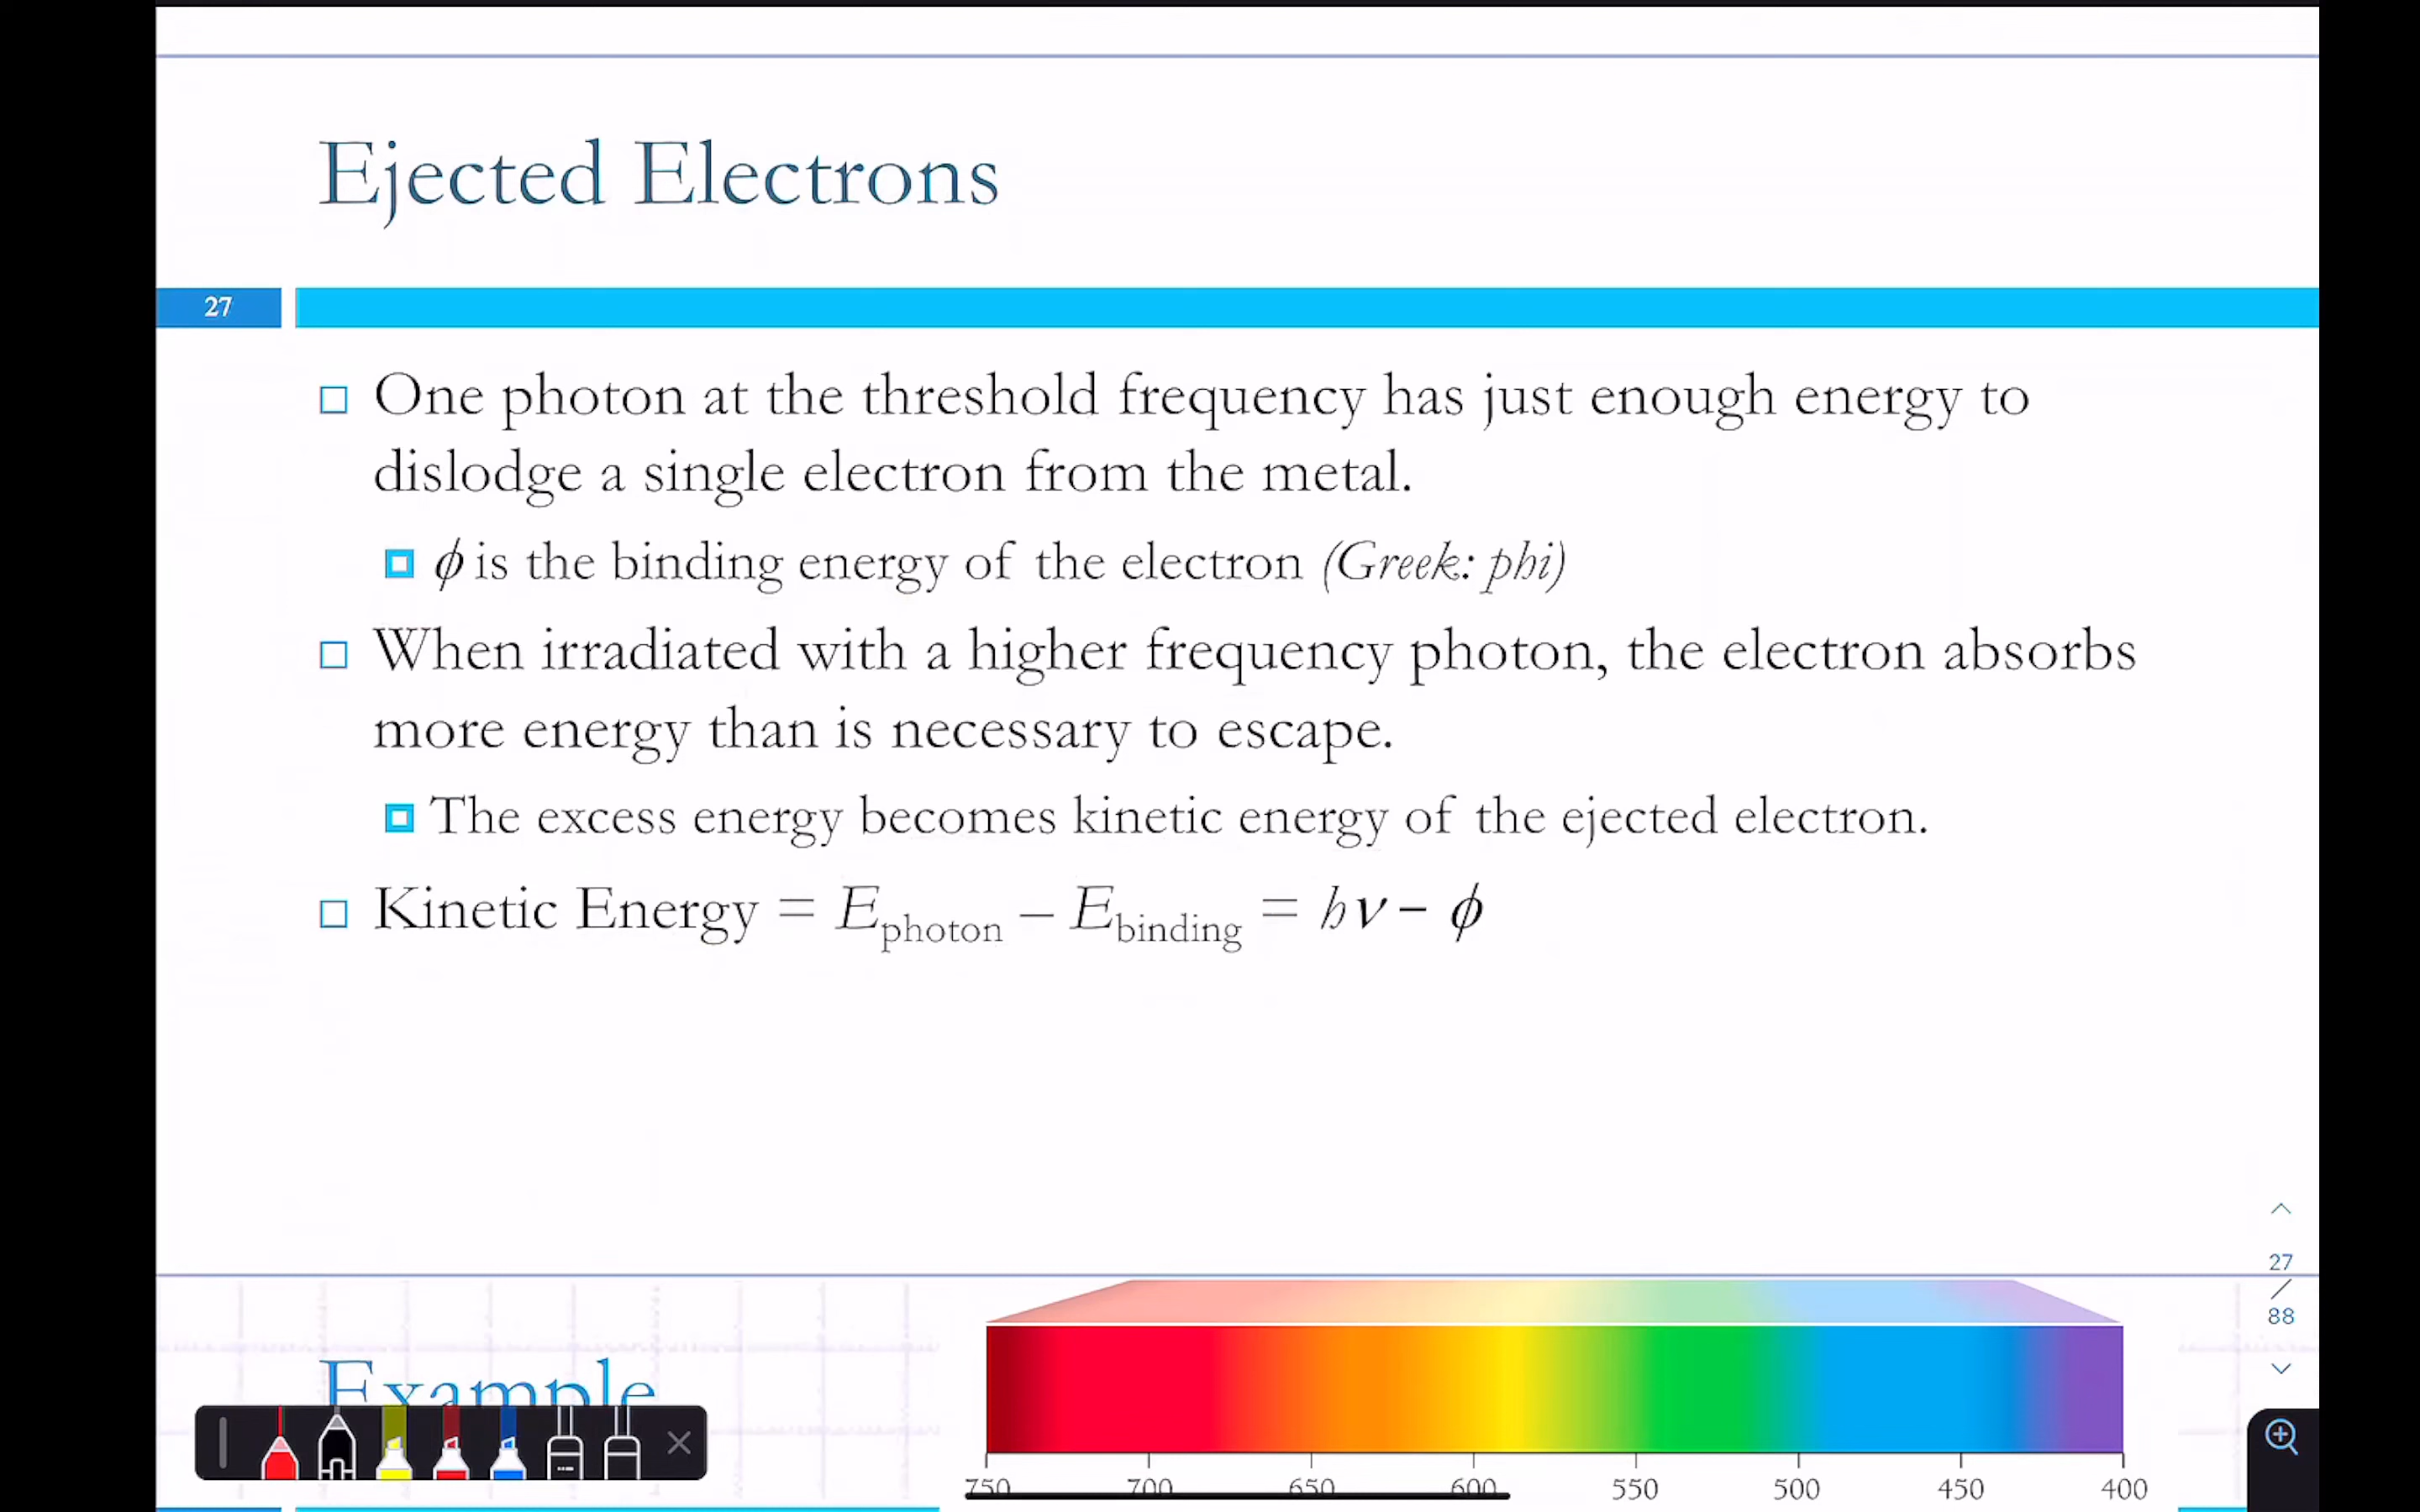 Ejected Electrons
27
□ One photon at the threshold frequency has just enough energy to
dislodge a single electron from the metal.
ϕ is the binding energy of the electron (Greek: phi)
□ When irradiated with a higher frequency photon, the electron absorbs
more energy than is necessary to escape.
The excess energy becomes kinetic energy of the ejected electron.
□ Kinetic Energy = E_photon – E_binding = hν – ϕ
27
/
88
Example
750 700 650 600 550 500 450 400